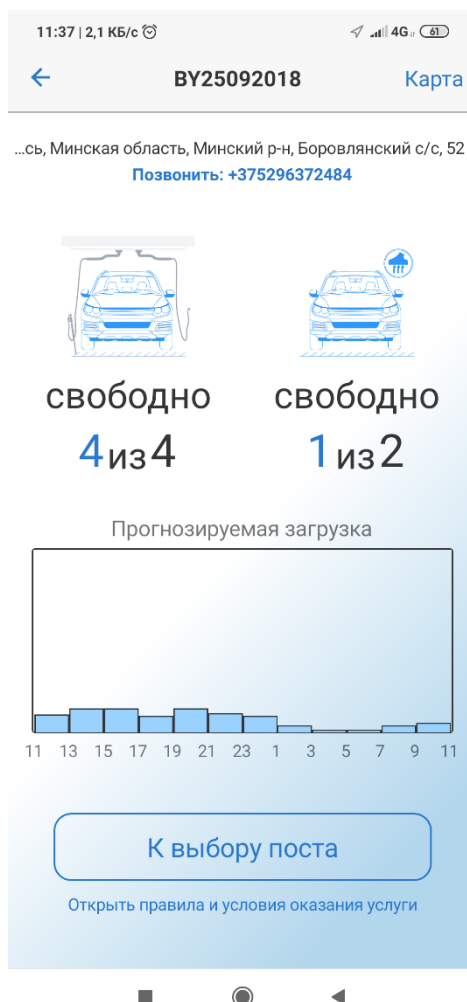 11:37 | 2,1 КБ/с 4G 61
BY25092018 Карта
...сь, Минская область, Минский р-н, Боровлянский с/с, 52
Позвонить: +375296372484
свободно свободно
4 из 4 1 из 2
Прогнозируемая загрузка
11 13 15 17 19 21 23 1 3 5 7 9 11
К выбору поста
Открыть правила и условия оказания услуги